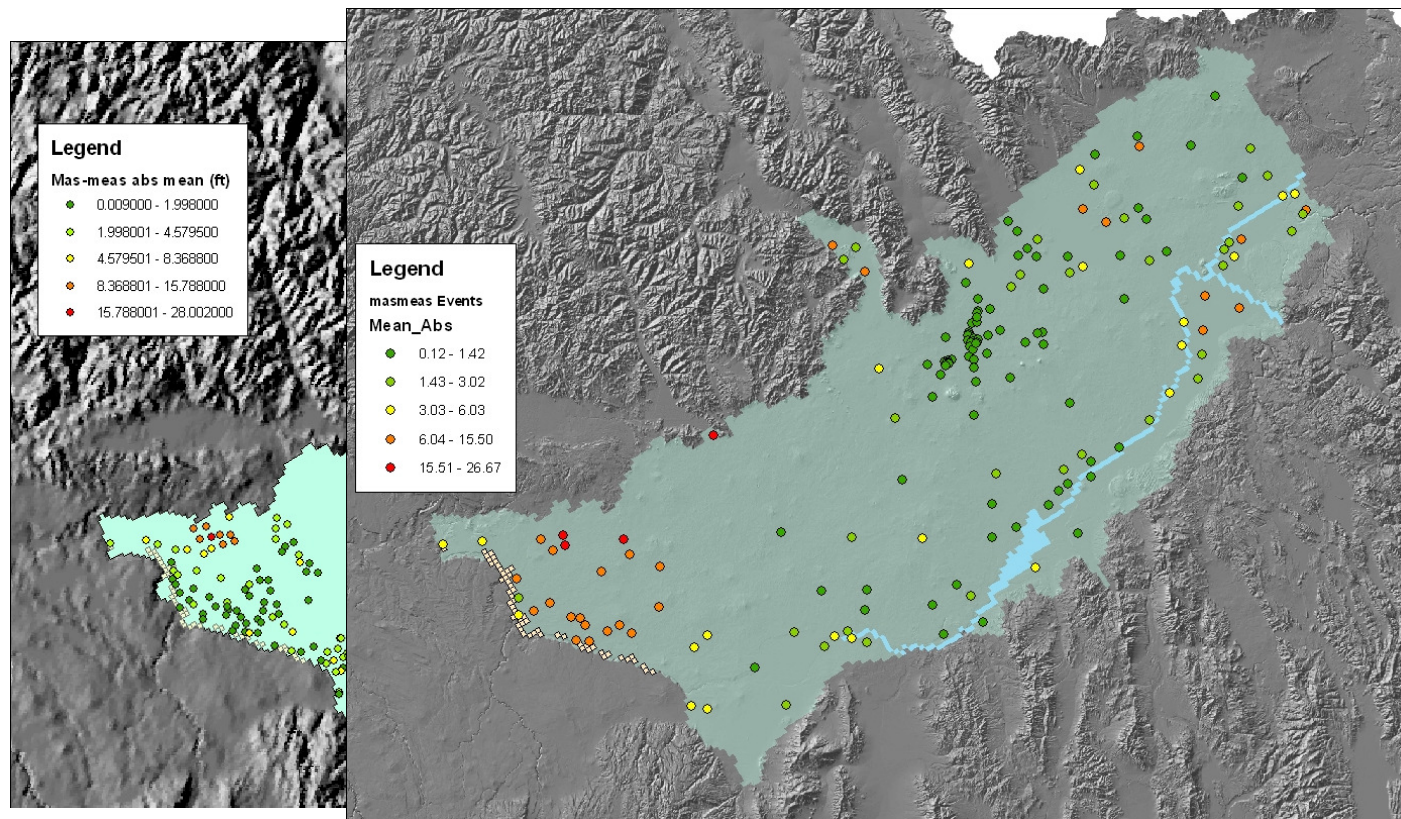 Legend
Mas-meas abs mean (ft)
0.009000 - 1.998000
1.998001 - 4.579500
4.579501 - 8.368800
8.368801 - 15.788000
15.788001 - 28.002000
Legend
masmeas Events
Mean_Abs
0.12 - 1.42
1.43 - 3.02
3.03 - 6.03
6.04 - 15.50
15.51 - 26.67